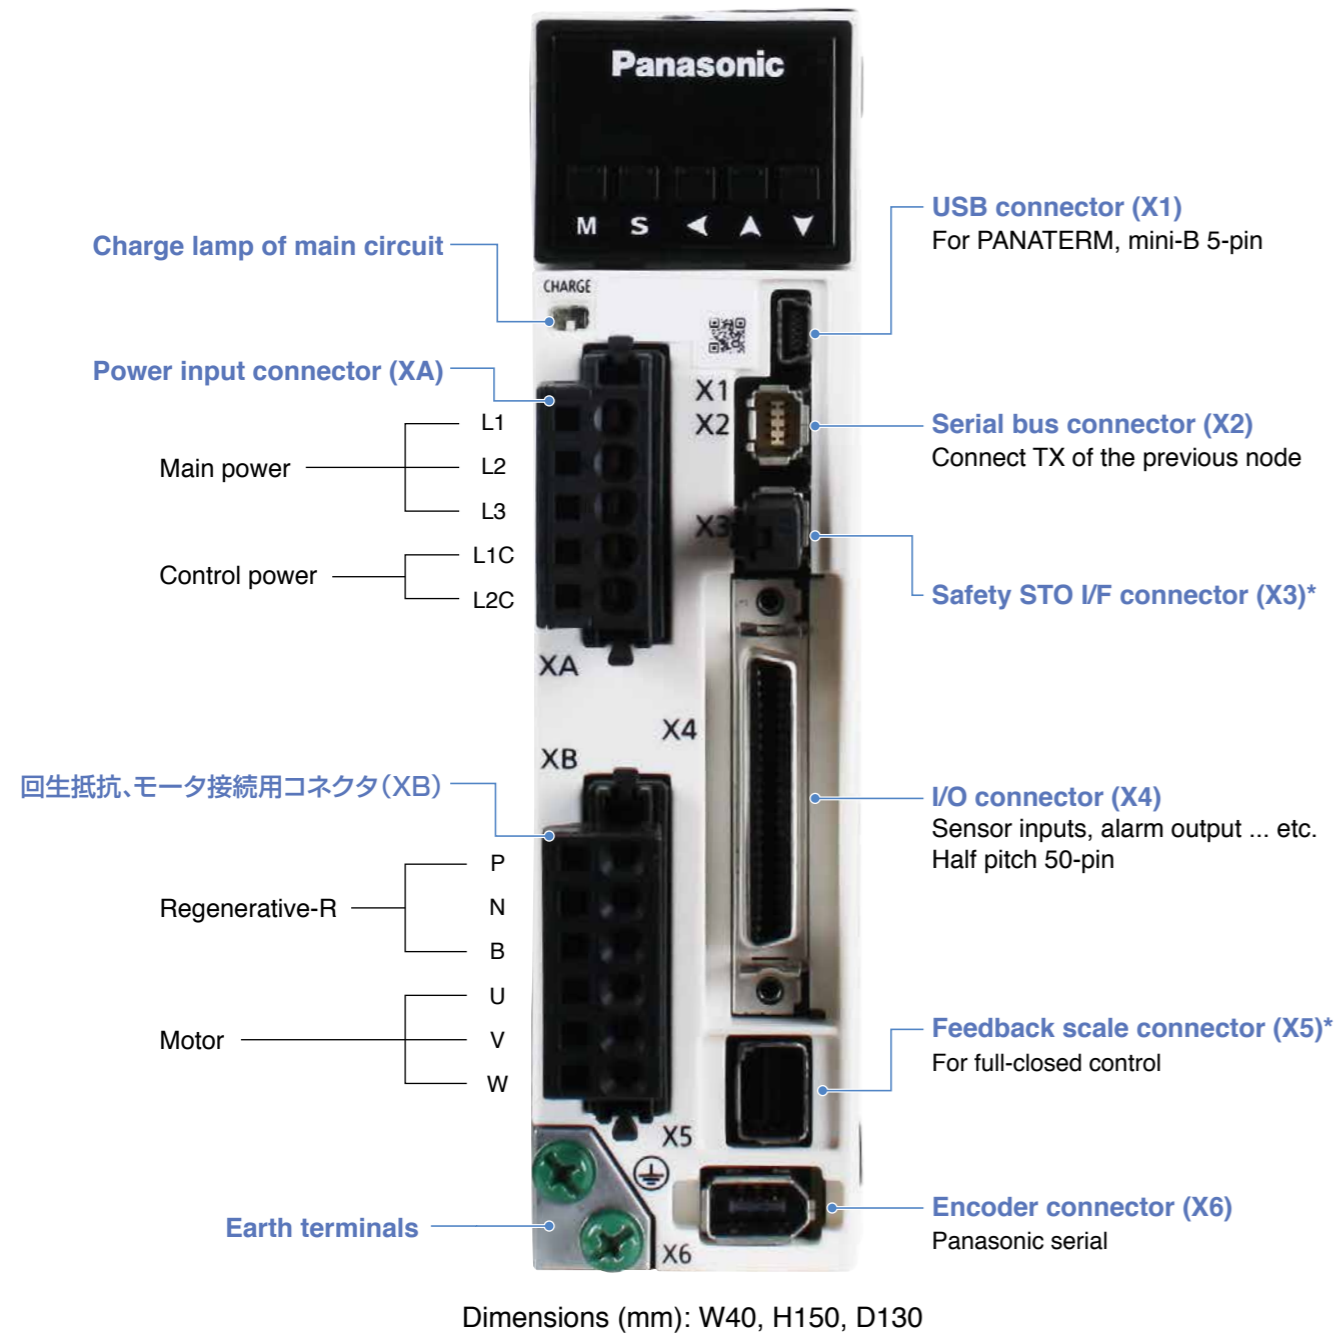 Panasonic
M S
CHARGE
Charge lamp of main circuit
Power input connector (XA)
L1
Main power
L2
L3
L1C
Control power
L2C
XA
XB
回生抵抗、モータ接続用コネクタ(XB)
P
Regenerative-R
N
B
U
Motor
V
W
Earth terminals
X1
X2
X3
X4
X5
X6
USB connector (X1)
For PANATERM, mini-B 5-pin
Serial bus connector (X2)
Connect TX of the previous node
Safety STO I/F connector (X3)*
I/O connector (X4)
Sensor inputs, alarm output ... etc.
Half pitch 50-pin
Feedback scale connector (X5)*
For full-closed control
Encoder connector (X6)
Panasonic serial
Dimensions (mm): W40, H150, D130